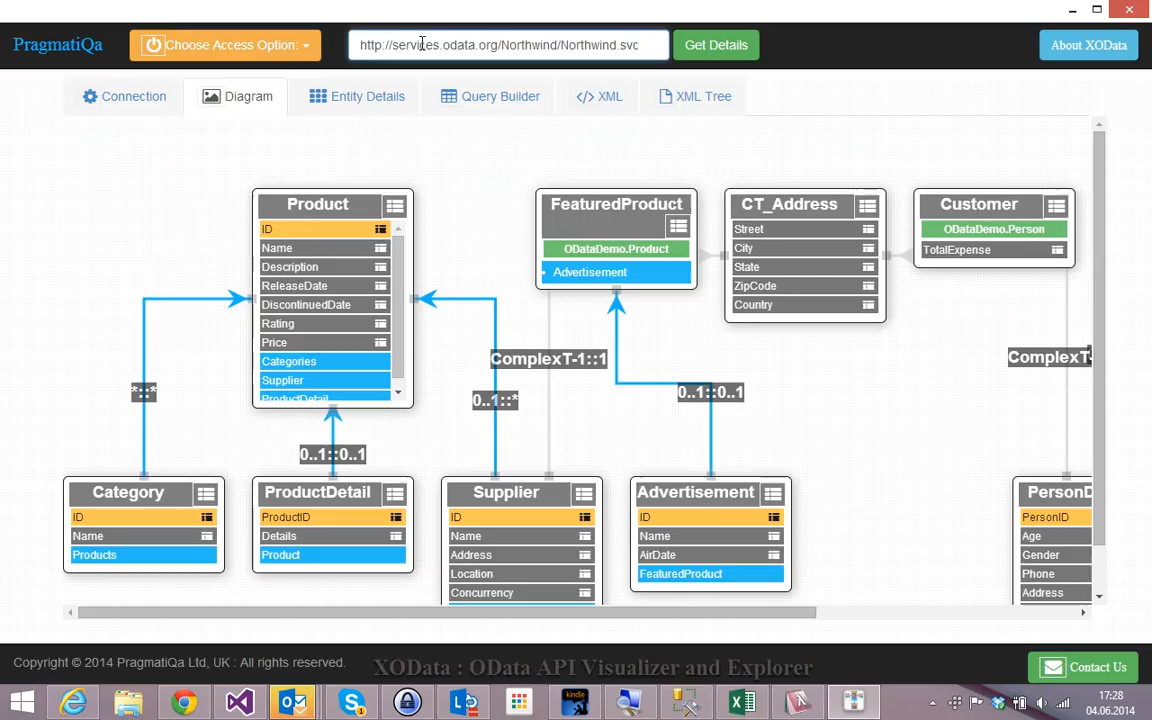 PragmatiQa
Choose Access Option:
http://services.odata.org/Northwind/Northwind.svc
Get Details
About XOData
Connection
Diagram
Entity Details
Query Builder
</> XML
XML Tree
Product
ID
Name
Description
ReleaseDate
DiscontinuedDate
Rating
Price
Categories
Supplier
ProductDetail
FeaturedProduct
ODataDemo.Product
Advertisement
CT_Address
Street
City
State
ZipCode
Country
Customer
ODataDemo.Person
TotalExpense
*::*
0..1::0..1
0..1::*
ComplexT-1::1
0..1::0..1
ComplexT-
Category
ID
Name
Products
ProductDetail
ProductID
Details
Product
Supplier
ID
Name
Address
Location
Concurrency
Advertisement
ID
Name
AirDate
FeaturedProduct
PersonD
PersonID
Age
Gender
Phone
Address
Copyright © 2014 PragmatiQa Ltd, UK : All rights reserved.
XOData : OData API Visualizer and Explorer
Contact Us
17:28
04.06.2014